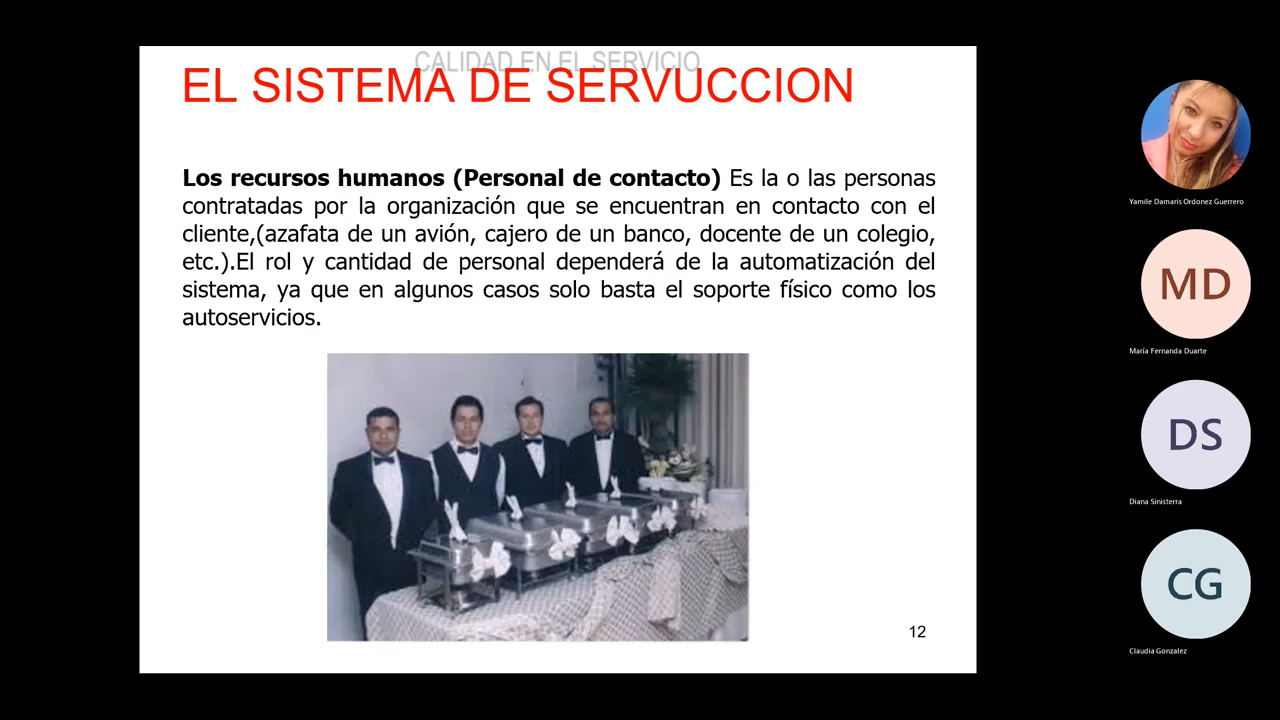 CALIDAD EN EL SERVICIO
EL SISTEMA DE SERVUCCION
Los recursos humanos (Personal de contacto) Es la o las personas
contratadas por la organización que se encuentran en contacto con el
cliente,(azafata de un avión, cajero de un banco, docente de un colegio,
etc.).El rol y cantidad de personal dependerá de la automatización del
sistema, ya que en algunos casos solo basta el soporte físico como los
autoservicios.
12
Yamile Damaris Ordonez Guerrero
MD
María Fernanda Duarte
DS
Diana Sinisterra
CG
Claudia Gonzalez